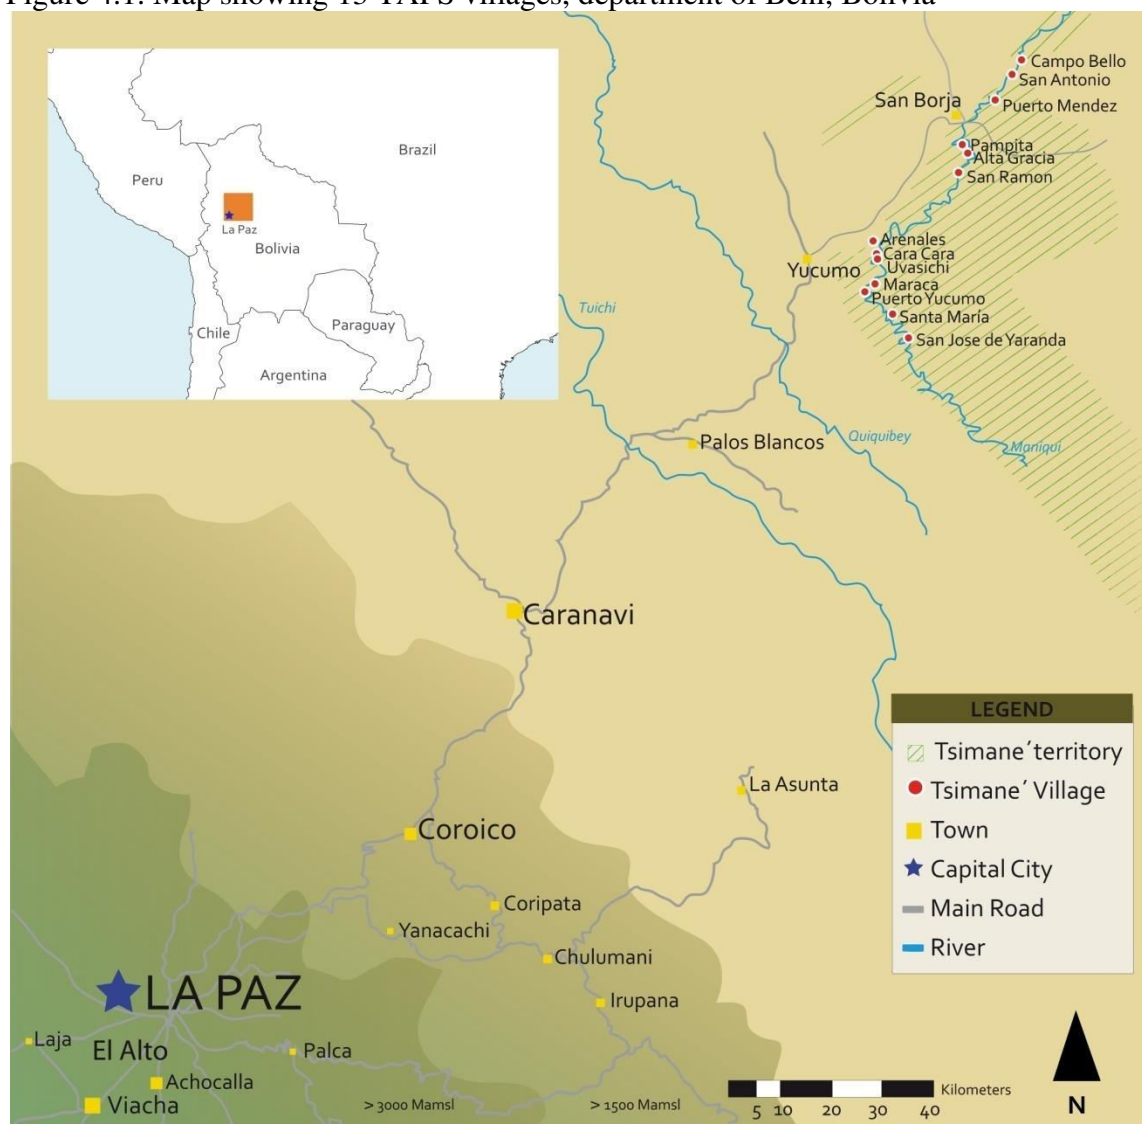 Figure 4.1. Map showing 13 TAPS villages, department of Beni, Bolivia
Brazil
Peru
La Paz
Bolivia
Chile
Paraguay
Argentina
Campo Bello
San Antonio
San Borja
Puerto Mendez
Pampita
Alta Gracia
San Ramon
Arenales
Cara Cara
Uvasichi
Yucumo
Maraca
Puerto Yucumo
Santa María
San Jose de Yaranda
Tuichi
Quiquibey
Maniqui
Palos Blancos
Caranavi
La Asunta
Coroico
Coripata
Yanacachi
Chulumani
LA PAZ
Irupana
Laja
El Alto
Palca
Achocalla
Viacha
> 3000 Mamsl
> 1500 Mamsl
LEGEND
Tsimane´territory
Tsimane´ Village
Town
Capital City
Main Road
River
Kilometers
5 10 20 30 40
N